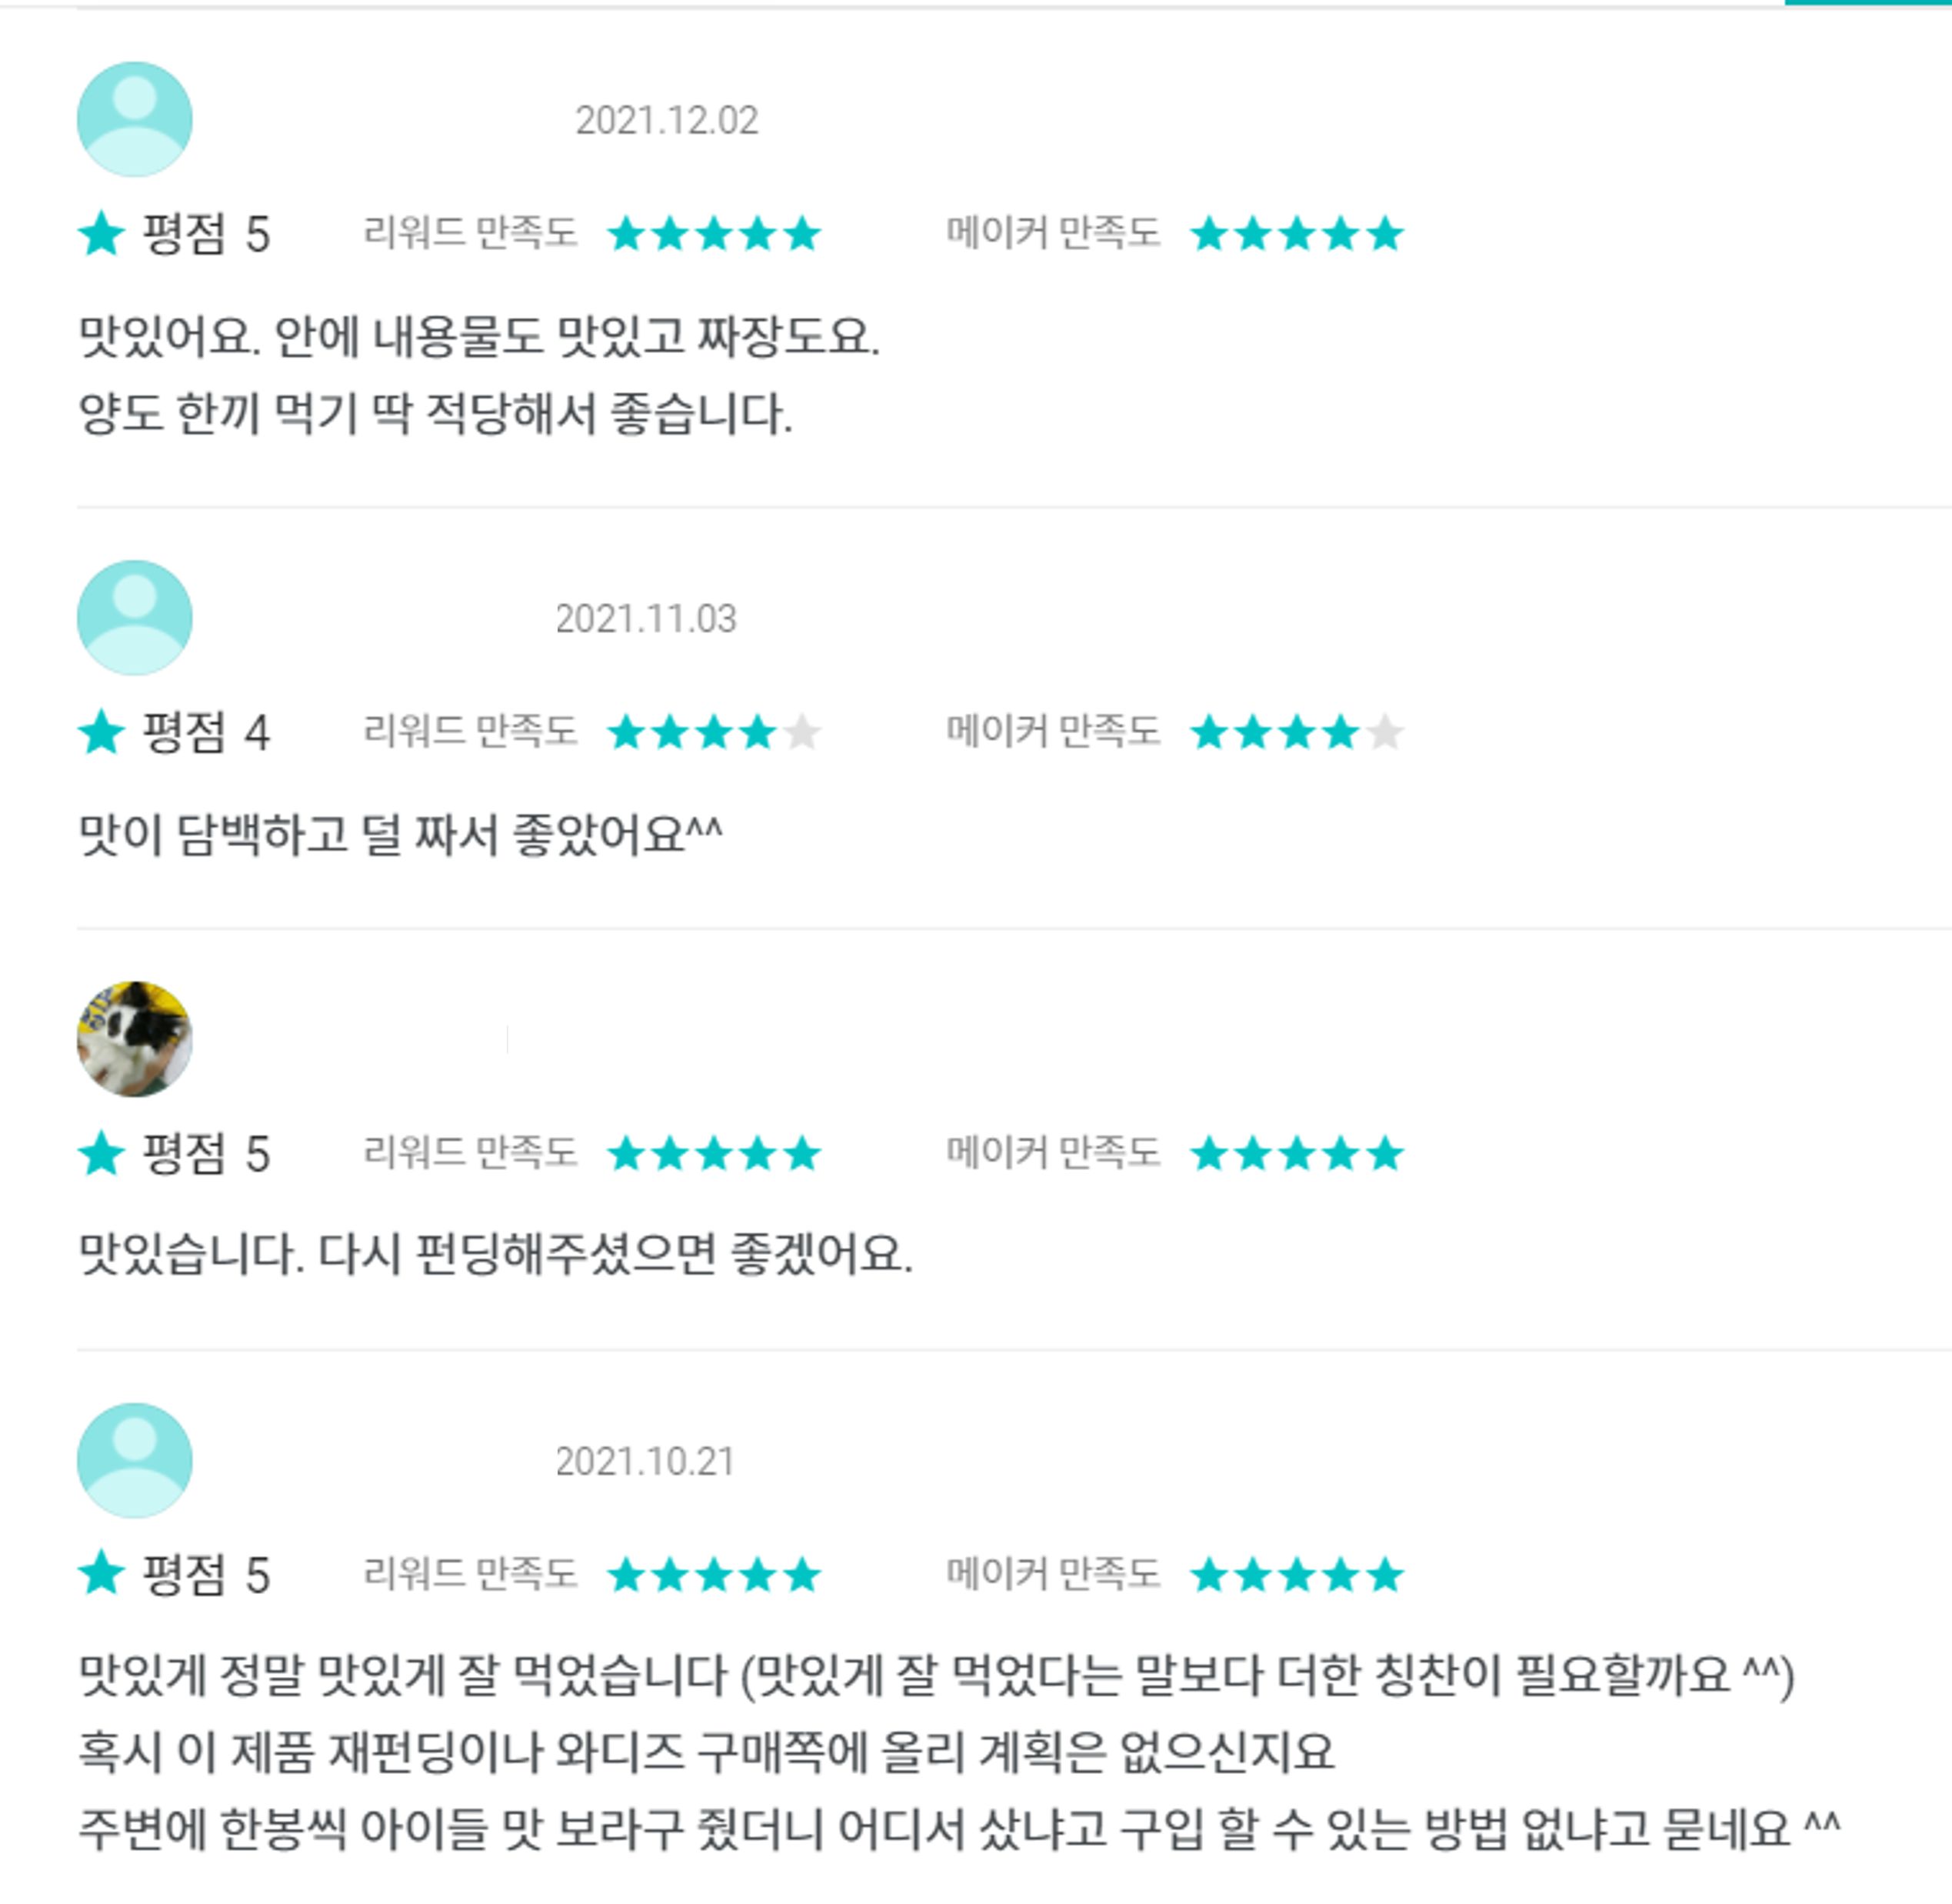 2021.12.02
평점 5 리워드 만족도 메이커 만족도
맛있어요. 안에 내용물도 맛있고 짜장도요.
양도 한끼 먹기 딱 적당해서 좋습니다.
2021.11.03
평점 4 리워드 만족도 메이커 만족도
맛이 담백하고 덜 짜서 좋았어요^^
평점 5 리워드 만족도 메이커 만족도
맛있습니다. 다시 펀딩해주셨으면 좋겠어요.
2021.10.21
평점 5 리워드 만족도 메이커 만족도
맛있게 정말 맛있게 잘 먹었습니다 (맛있게 잘 먹었다는 말보다 더한 칭찬이 필요할까요 ^^)
혹시 이 제품 재펀딩이나 와디즈 구매쪽에 올리 계획은 없으신지요
주변에 한봉씩 아이들 맛 보라구 줬더니 어디서 샀냐고 구입 할 수 있는 방법 없냐고 묻네요 ^^